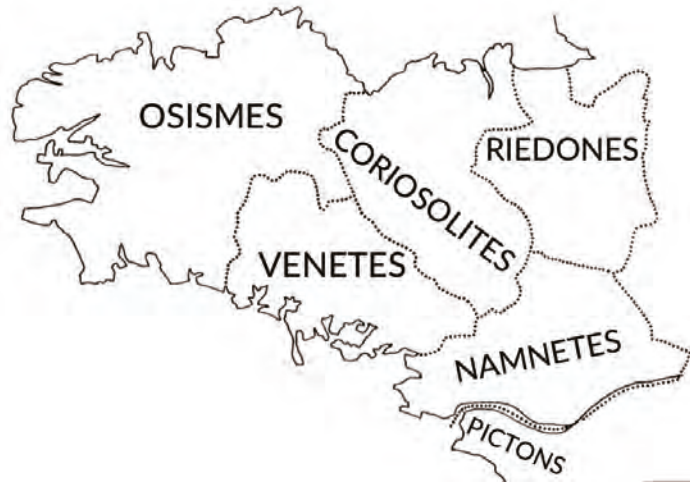 OSISMES
CORIOSOLITES
RIEDONES
VENETES
NAMNETES
PICTONS